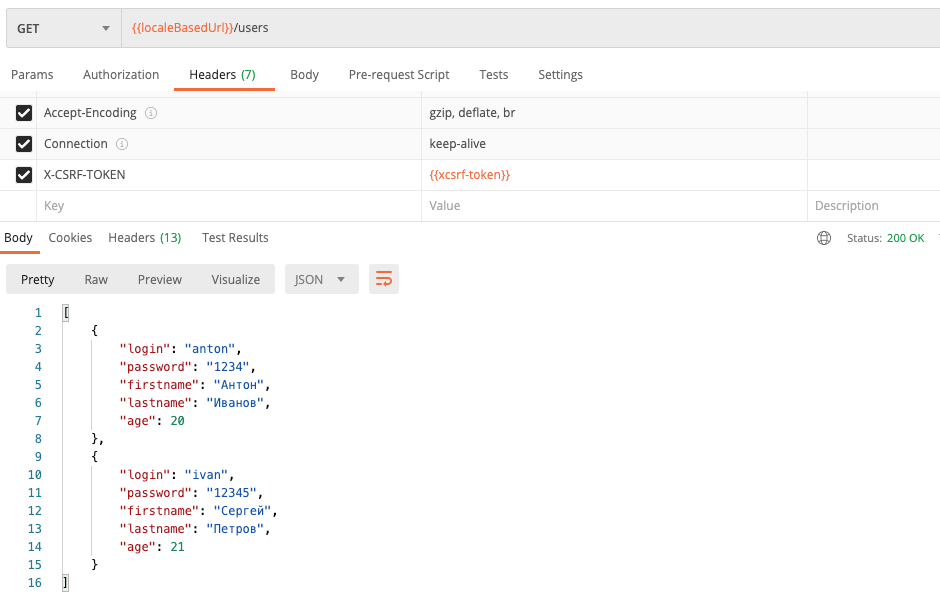 GET {{localeBasedUrl}}/users
Params Authorization Headers (7) Body Pre-request Script Tests Settings
Accept-Encoding gzip, deflate, br
Connection keep-alive
X-CSRF-TOKEN {{xcsrf-token}}
Key Value Description
Body Cookies Headers (13) Test Results Status: 200 OK
Pretty Raw Preview Visualize JSON
1 [
2 {
3 "login": "anton",
4 "password": "1234",
5 "firstname": "Антон",
6 "lastname": "Иванов",
7 "age": 20
8 },
9 {
10 "login": "ivan",
11 "password": "12345",
12 "firstname": "Сергей",
13 "lastname": "Петров",
14 "age": 21
15 }
16 ]